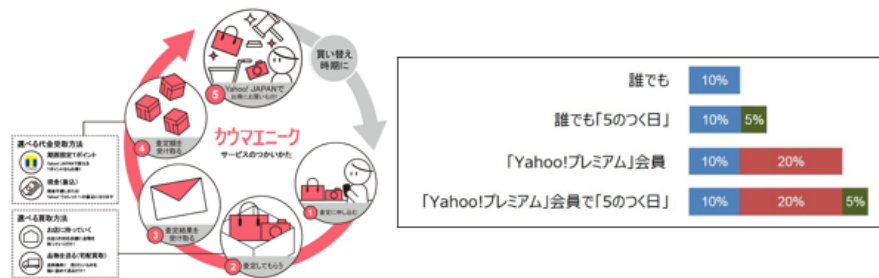 買い替え
時期に
5
Yahoo! JAPANで
お得にお買いもの!
カウマエニーク
サービスのつかいかた
4
査定額を
受け取る
3
査定結果を
受け取る
2
査定してもらう
1
査定に申し込む
選べる代金受取方法
期間固定Tポイント
現金(振込)
選べる買取方法
お店に持っていく
品物を送る(宅配買取)
誰でも
10%
誰でも「5のつく日」
10% 5%
「Yahoo!プレミアム」会員
10% 20%
「Yahoo!プレミアム」会員で「5のつく日」
10% 20% 5%